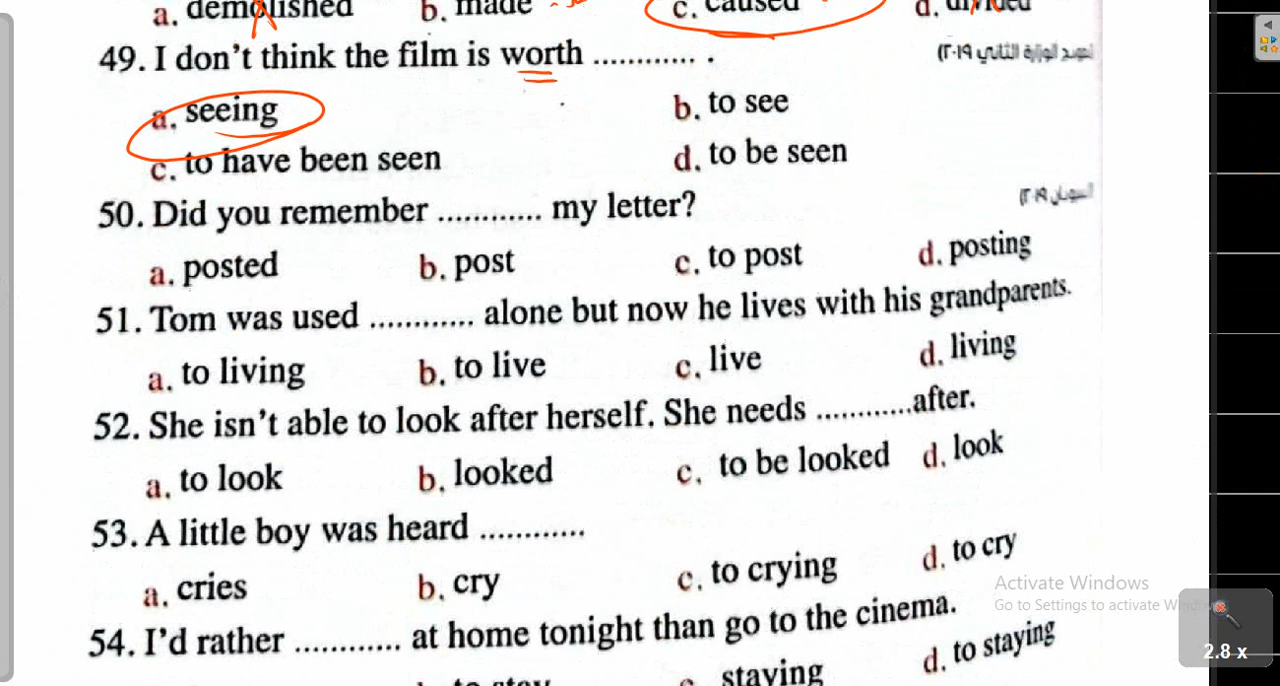 a. demolished b. made c. caused d. divided
49. I don't think the film is worth ............ .
a. seeing b. to see
c. to have been seen d. to be seen
50. Did you remember ............ my letter?
a. posted b. post c. to post d. posting
51. Tom was used ............ alone but now he lives with his grandparents.
a. to living b. to live c. live d. living
52. She isn't able to look after herself. She needs ............after.
a. to look b. looked c. to be looked d. look
53. A little boy was heard ............
a. cries b. cry c. to crying d. to cry
Activate Windows
Go to Settings to activate
54. I'd rather ............ at home tonight than go to the cinema.
2.8 x
b. to stay c. staying d. to staying